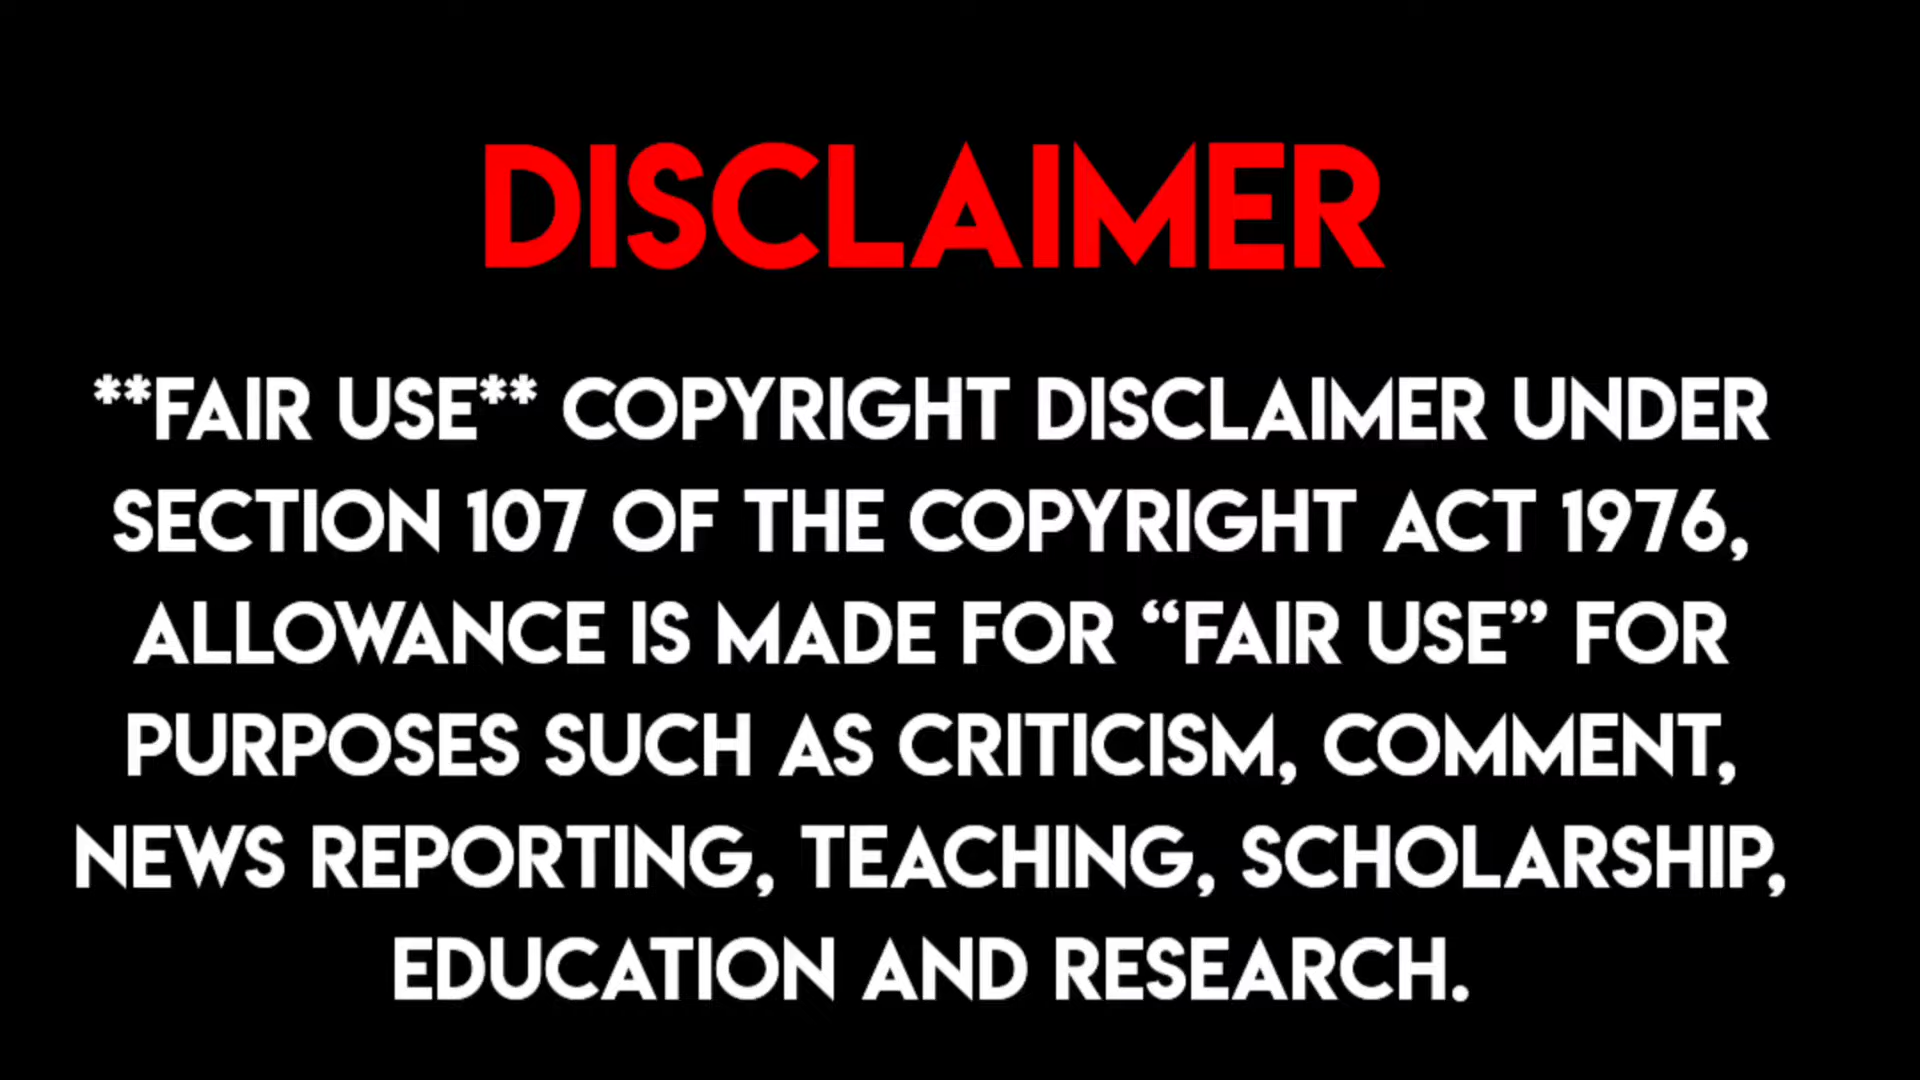 DISCLAIMER
**FAIR USE** COPYRIGHT DISCLAIMER UNDER
SECTION 107 OF THE COPYRIGHT ACT 1976,
ALLOWANCE IS MADE FOR “FAIR USE” FOR
PURPOSES SUCH AS CRITICISM, COMMENT,
NEWS REPORTING, TEACHING, SCHOLARSHIP,
EDUCATION AND RESEARCH.